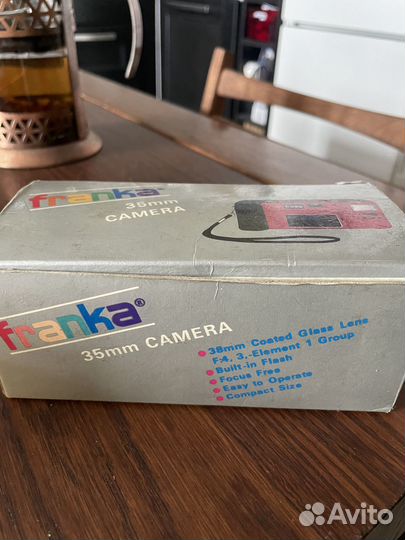 franka
35mm
CAMERA
franka®
35mm CAMERA
38mm Coated Glass Lens
F:4, 3,-Element 1 Group
Built-in Flash
Focus Free
Easy to Operate
Compact Size
Avito